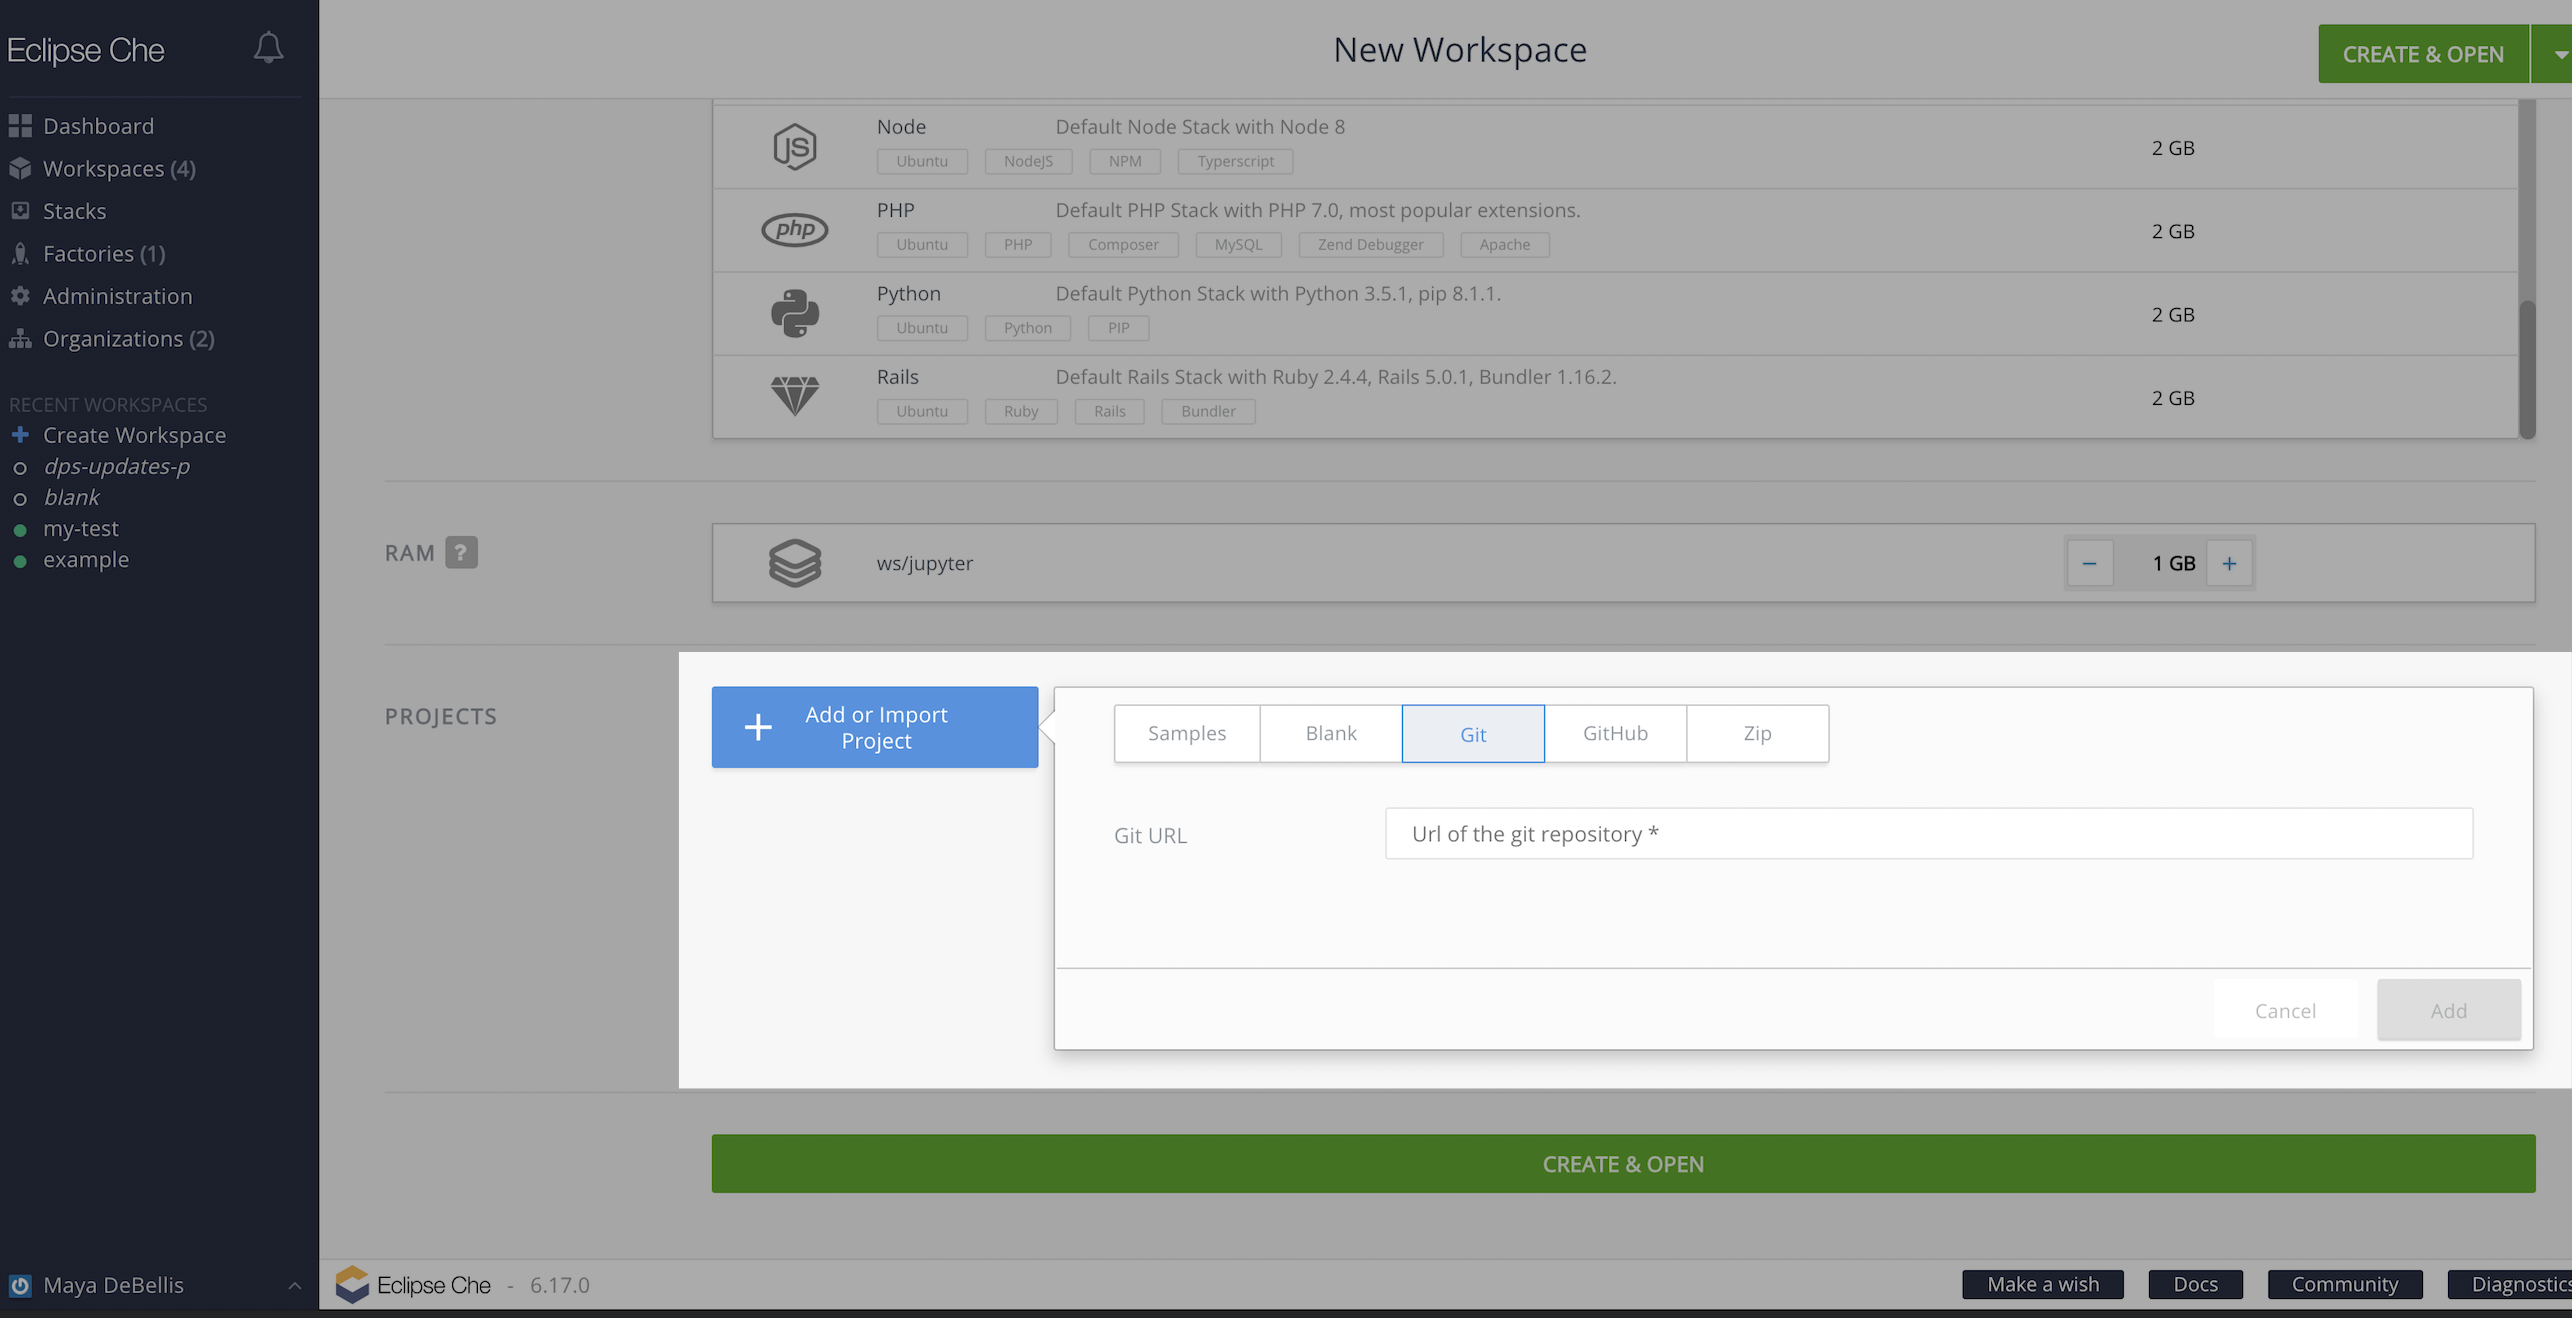 Eclipse Che
Dashboard
Workspaces (4)
Stacks
Factories (1)
Administration
Organizations (2)
RECENT WORKSPACES
Create Workspace
dps-updates-p
blank
my-test
example
Maya DeBellis
New Workspace
CREATE & OPEN
JS
Node Default Node Stack with Node 8
Ubuntu NodeJS NPM Typerscript
2 GB
php
PHP Default PHP Stack with PHP 7.0, most popular extensions.
Ubuntu PHP Composer MySQL Zend Debugger Apache
2 GB
Python Default Python Stack with Python 3.5.1, pip 8.1.1.
Ubuntu Python PIP
2 GB
Rails Default Rails Stack with Ruby 2.4.4, Rails 5.0.1, Bundler 1.16.2.
Ubuntu Ruby Rails Bundler
2 GB
RAM ?
ws/jupyter
− 1 GB +
PROJECTS
+ Add or Import
Project
Samples Blank Git GitHub Zip
Git URL Url of the git repository *
Cancel Add
CREATE & OPEN
Eclipse Che - 6.17.0
Make a wish Docs Community Diagnostics